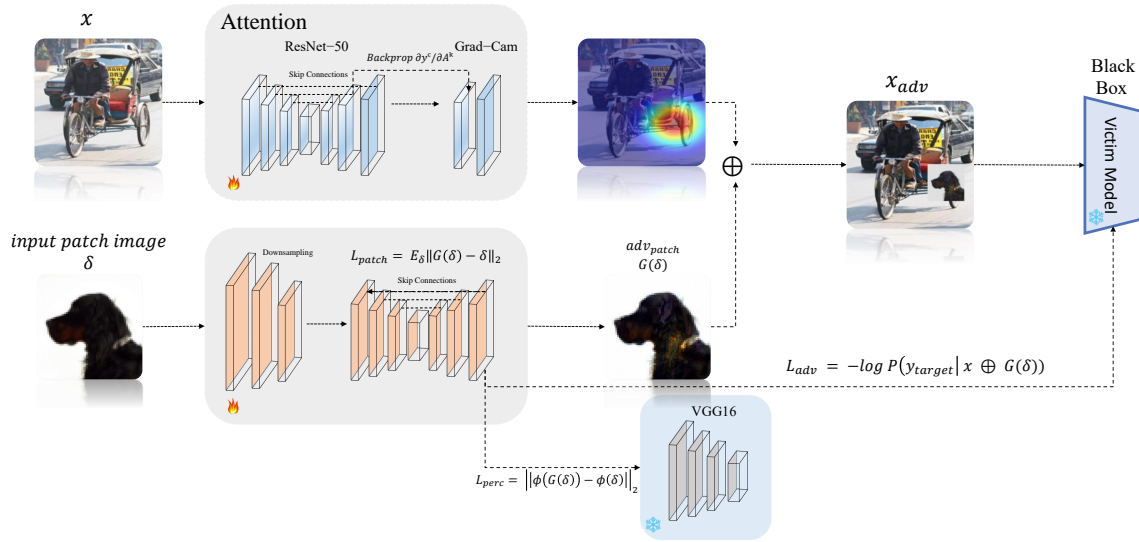 x
Attention
ResNet-50
Grad-Cam
Backprop ∂y^c/∂A^k
Skip Connections
x_adv
Black
Box
Victim Model
input patch image
δ
Downsampling
L_patch = E_δ‖G(δ) − δ‖_2
Skip Connections
adv_patch
G(δ)
L_adv = −log P(y_target| x ⊕ G(δ))
VGG16
L_perc = ||ϕ(G(δ)) − ϕ(δ)||_2